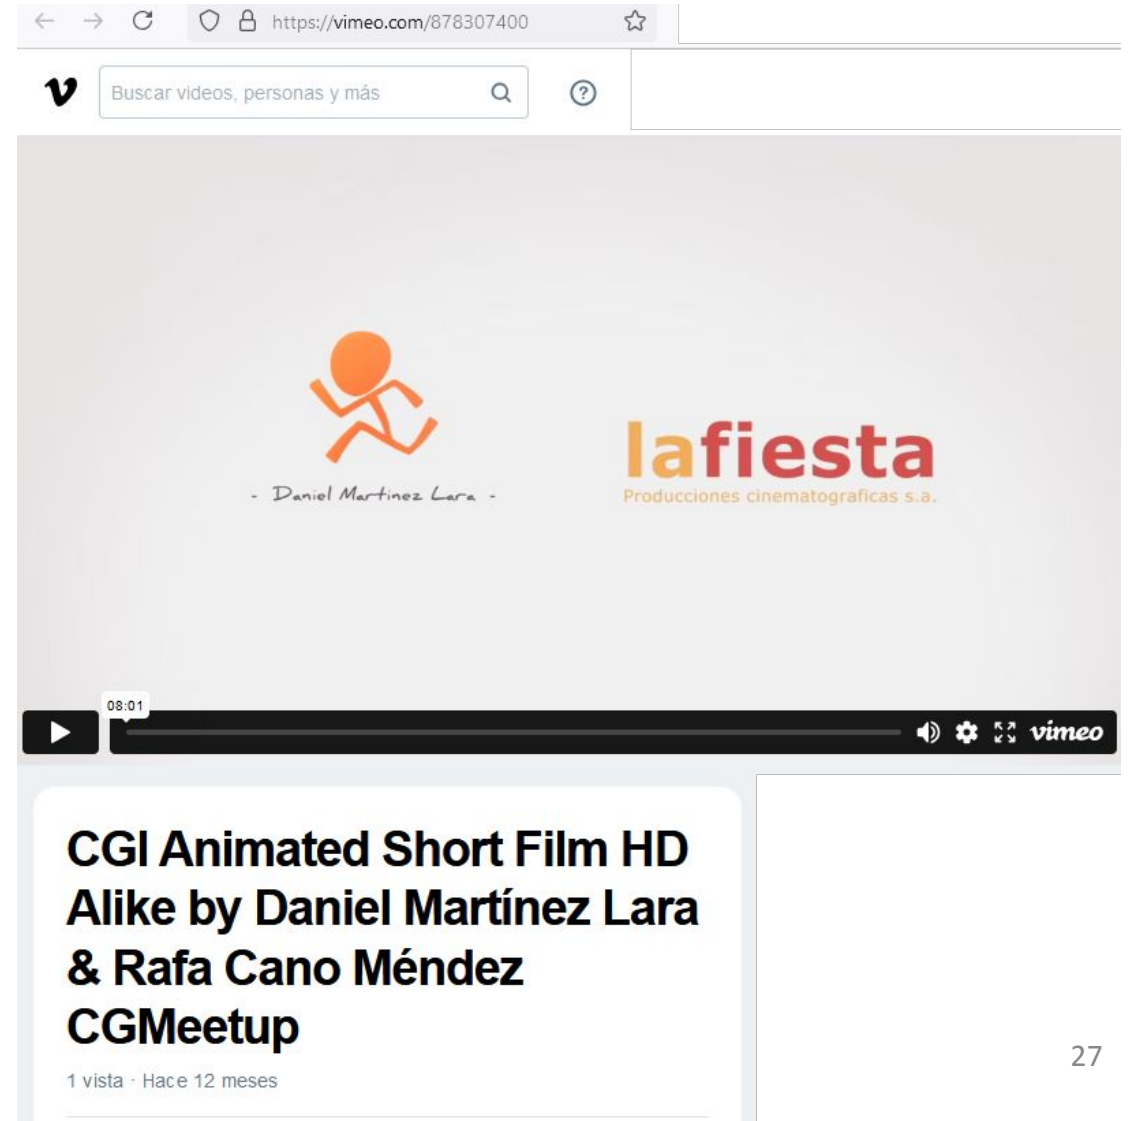 https://vimeo.com/878307400
Buscar videos, personas y más
- Daniel Martinez Lara -
lafiesta
Producciones cinematograficas s.a.
08:01
vimeo
CGI Animated Short Film HD
Alike by Daniel Martínez Lara
& Rafa Cano Méndez
CGMeetup
1 vista · Hace 12 meses
27